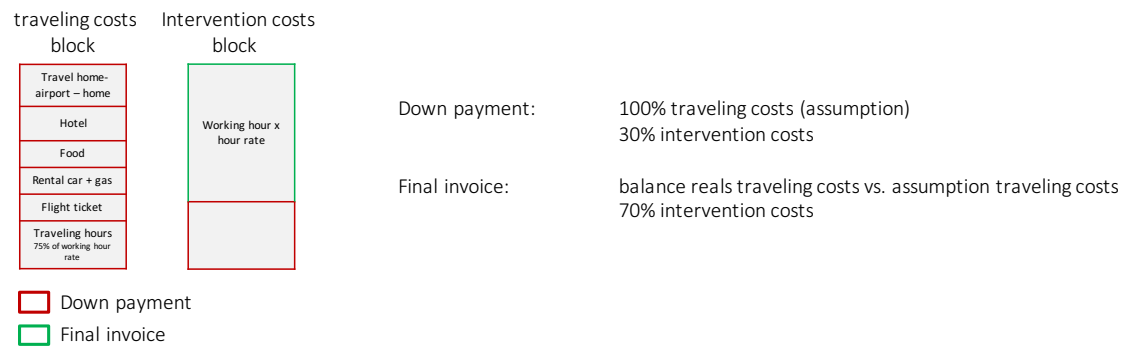 traveling costs block
Intervention costs block
Travel home-
airport – home
Hotel
Food
Rental car + gas
Flight ticket
Traveling hours
75% of working hour
rate
Working hour x
hour rate
Down payment: 100% traveling costs (assumption)
30% intervention costs
Final invoice: balance reals traveling costs vs. assumption traveling costs
70% intervention costs
Down payment
Final invoice